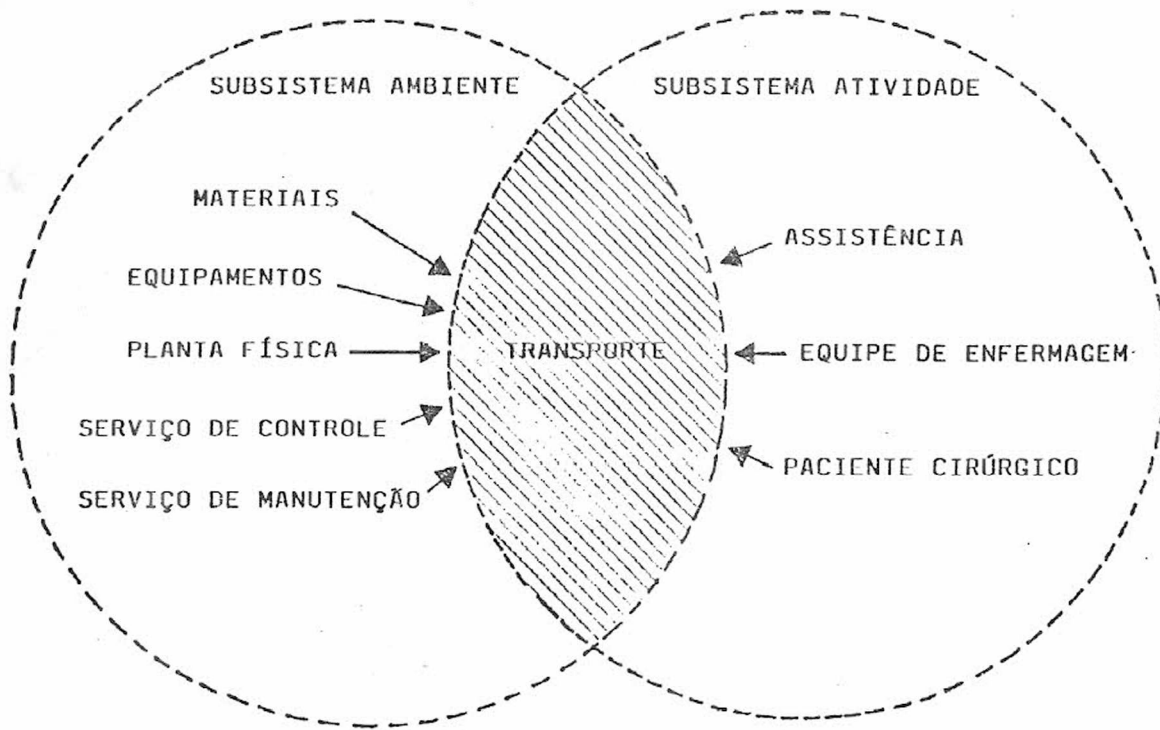 SUBSISTEMA AMBIENTE
MATERIAIS
EQUIPAMENTOS
PLANTA FÍSICA
SERVIÇO DE CONTROLE
SERVIÇO DE MANUTENÇÃO
TRANSPORTE
SUBSISTEMA ATIVIDADE
ASSISTÊNCIA
EQUIPE DE ENFERMAGEM
PACIENTE CIRÚRGICO